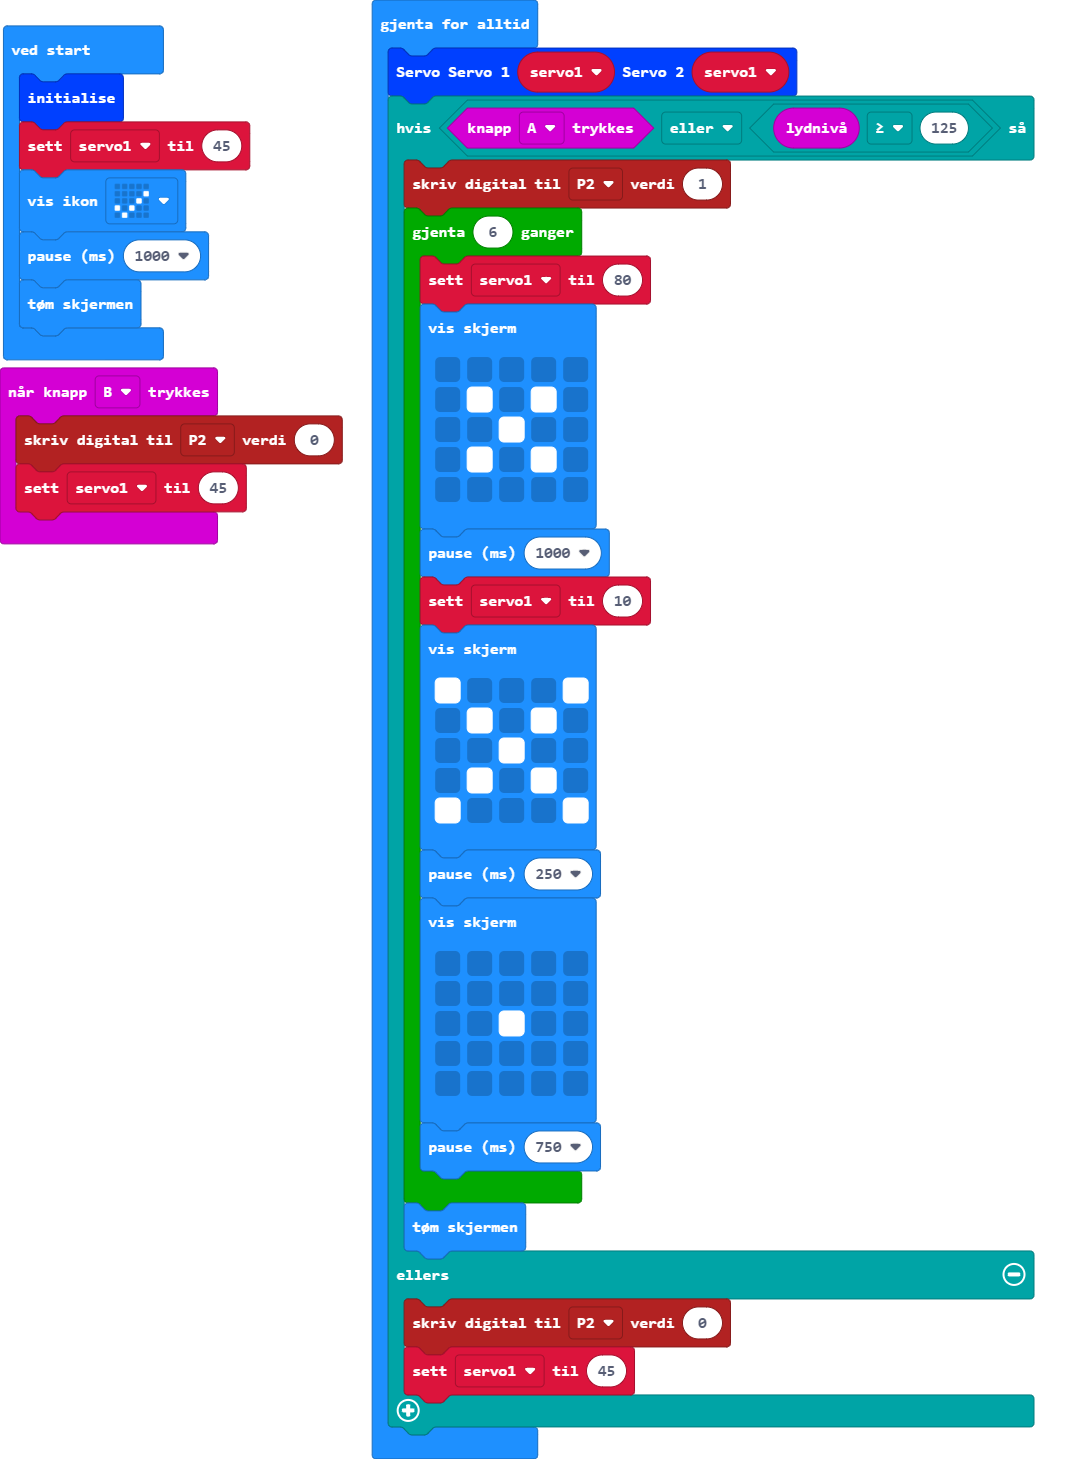 ved start
initialise
sett servo1 til 45
vis ikon
pause (ms) 1000
tøm skjermen
når knapp B trykkes
skriv digital til P2 verdi 0
sett servo1 til 45
gjenta for alltid
Servo Servo 1 servo1 Servo 2 servo1
hvis knapp A trykkes eller lydnivå ≥ 125 så
skriv digital til P2 verdi 1
gjenta 6 ganger
sett servo1 til 80
vis skjerm
pause (ms) 1000
sett servo1 til 10
vis skjerm
pause (ms) 250
vis skjerm
pause (ms) 750
tøm skjermen
ellers
skriv digital til P2 verdi 0
sett servo1 til 45